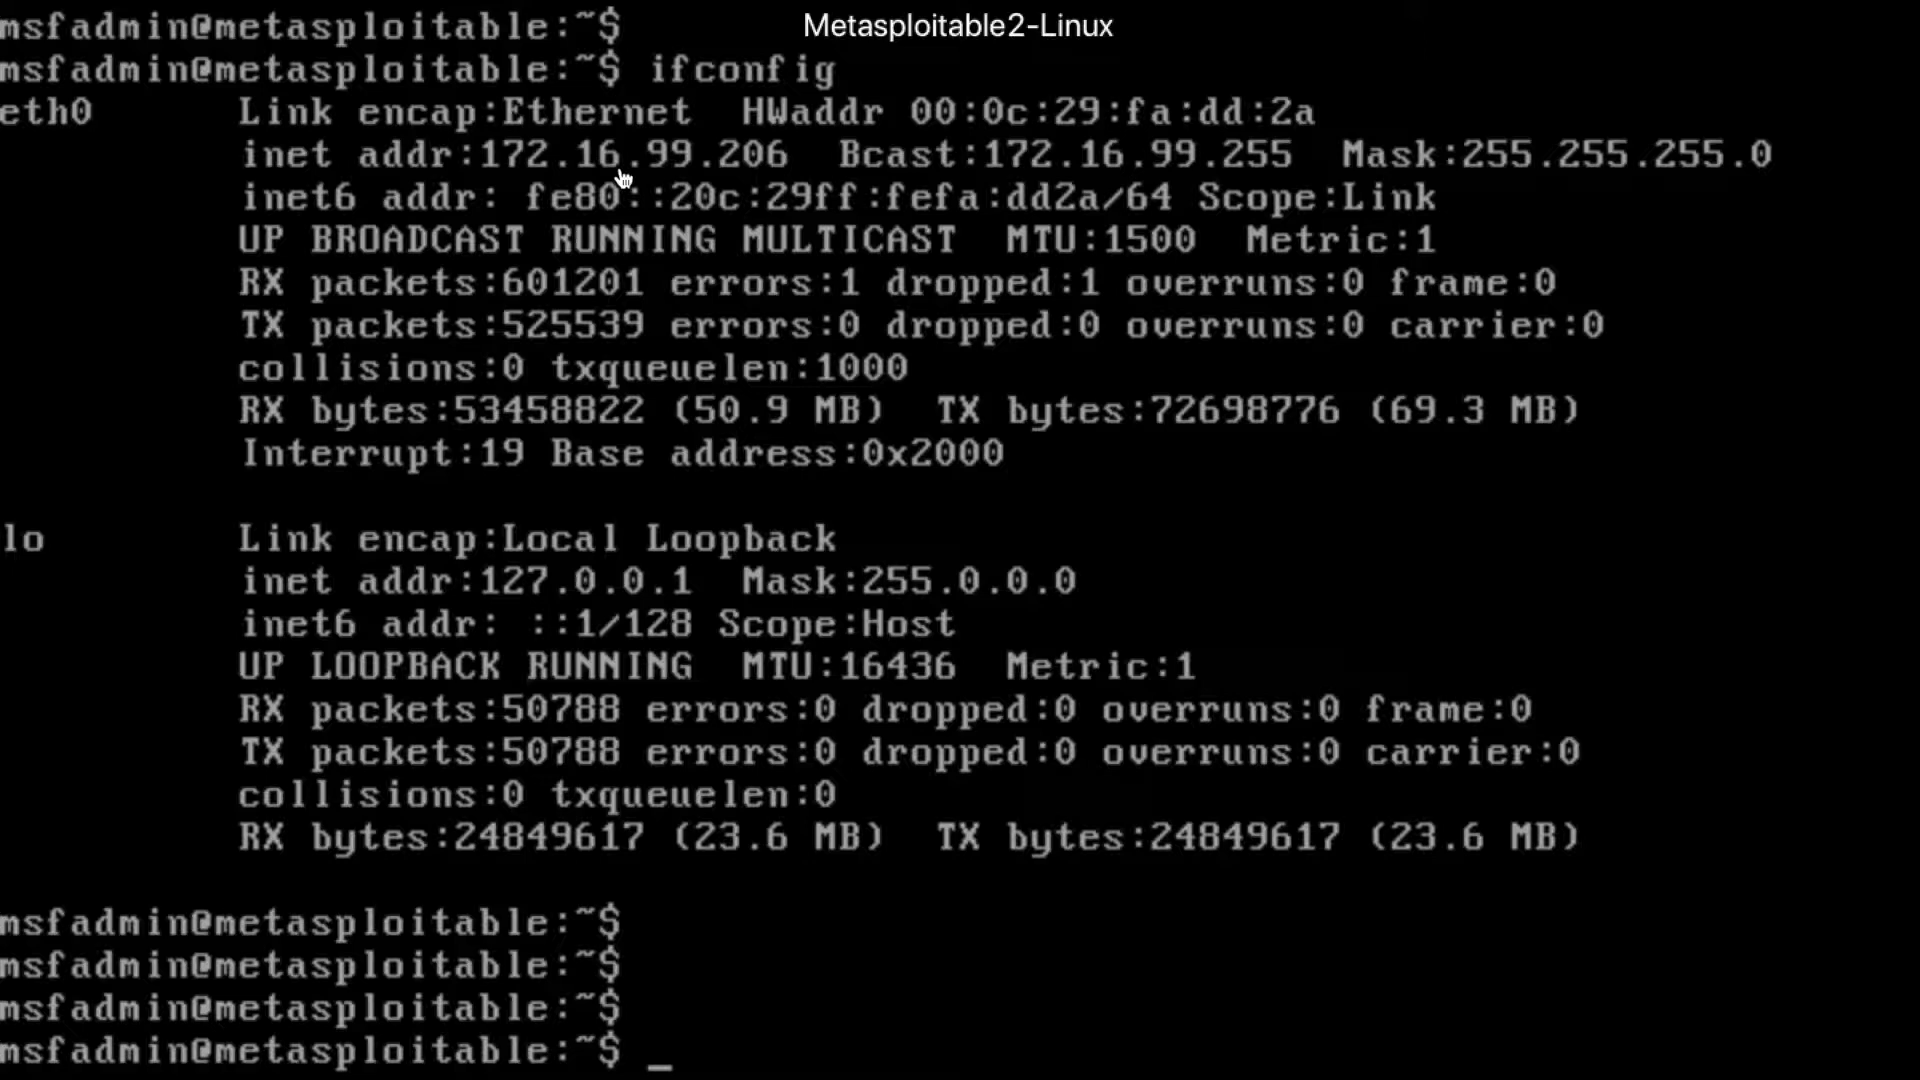 Metasploitable2-Linux
msfadmin@metasploitable:~$
msfadmin@metasploitable:~$ ifconfig
eth0      Link encap:Ethernet  HWaddr 00:0c:29:fa:dd:2a
          inet addr:172.16.99.206  Bcast:172.16.99.255  Mask:255.255.255.0
          inet6 addr: fe80::20c:29ff:fefa:dd2a/64 Scope:Link
          UP BROADCAST RUNNING MULTICAST  MTU:1500  Metric:1
          RX packets:601201 errors:1 dropped:1 overruns:0 frame:0
          TX packets:525539 errors:0 dropped:0 overruns:0 carrier:0
          collisions:0 txqueuelen:1000
          RX bytes:53458822 (50.9 MB)  TX bytes:72698776 (69.3 MB)
          Interrupt:19 Base address:0x2000
lo        Link encap:Local Loopback
          inet addr:127.0.0.1  Mask:255.0.0.0
          inet6 addr: ::1/128 Scope:Host
          UP LOOPBACK RUNNING  MTU:16436  Metric:1
          RX packets:50788 errors:0 dropped:0 overruns:0 frame:0
          TX packets:50788 errors:0 dropped:0 overruns:0 carrier:0
          collisions:0 txqueuelen:0
          RX bytes:24849617 (23.6 MB)  TX bytes:24849617 (23.6 MB)
msfadmin@metasploitable:~$
msfadmin@metasploitable:~$
msfadmin@metasploitable:~$
msfadmin@metasploitable:~$ _